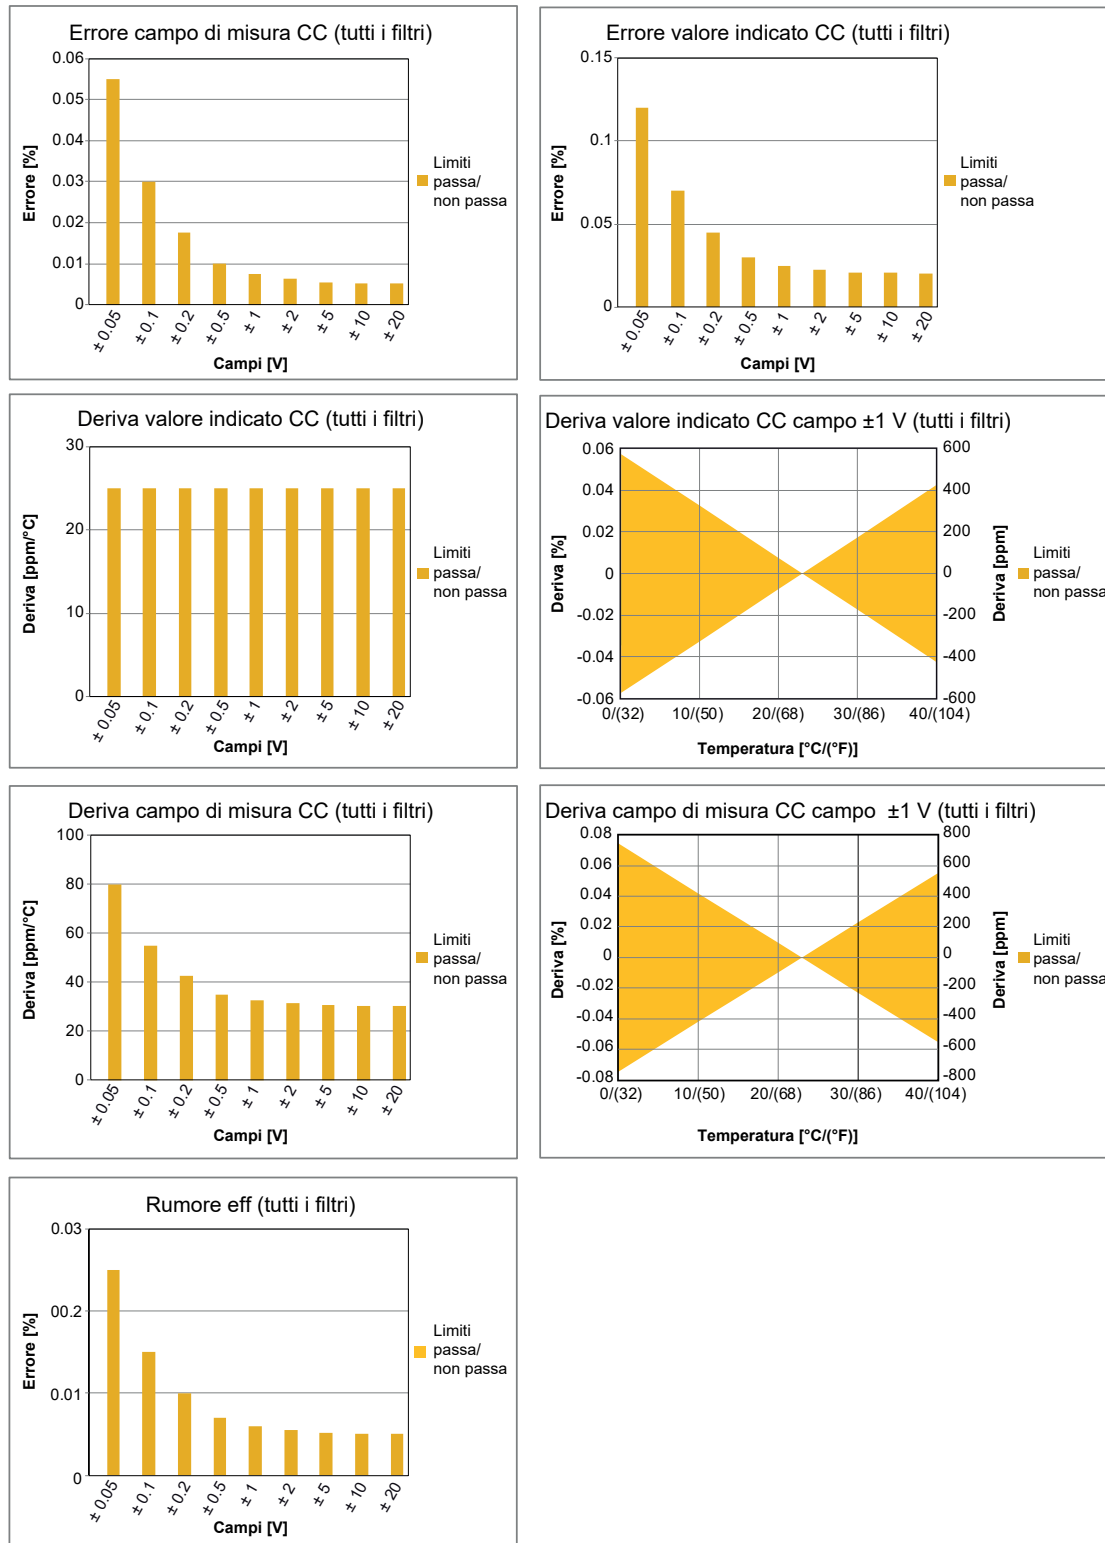 Errore campo di misura CC (tutti i filtri)
0.06
0.05
0.04
0.03
0.02
0.01
0
Errore [%]
± 0.05
± 0.1
± 0.2
± 0.5
± 1
± 2
± 5
± 10
± 20
Campi [V]
Limiti
passa/
non passa
Errore valore indicato CC (tutti i filtri)
0.15
0.1
0.05
0
Errore [%]
± 0.05
± 0.1
± 0.2
± 0.5
± 1
± 2
± 5
± 10
± 20
Campi [V]
Limiti
passa/
non passa
Deriva valore indicato CC (tutti i filtri)
30
20
10
0
Deriva [ppm/°C]
± 0.05
± 0.1
± 0.2
± 0.5
± 1
± 2
± 5
± 10
± 20
Campi [V]
Limiti
passa/
non passa
Deriva valore indicato CC campo ±1 V (tutti i filtri)
0.06
0.04
0.02
0
-0.02
-0.04
-0.06
Deriva [%]
600
400
200
0
-200
-400
-600
Deriva [ppm]
0/(32)
10/(50)
20/(68)
30/(86)
40/(104)
Temperatura [°C/(°F)]
Limiti
passa/
non passa
Deriva campo di misura CC (tutti i filtri)
100
80
60
40
20
0
Deriva [ppm/°C]
± 0.05
± 0.1
± 0.2
± 0.5
± 1
± 2
± 5
± 10
± 20
Campi [V]
Limiti
passa/
non passa
Deriva campo di misura CC campo ±1 V (tutti i filtri)
0.08
0.06
0.04
0.02
0
-0.02
-0.04
-0.06
-0.08
Deriva [%]
800
600
400
200
0
-200
-400
-600
-800
Deriva [ppm]
0/(32)
10/(50)
20/(68)
30/(86)
40/(104)
Temperatura [°C/(°F)]
Limiti
passa/
non passa
Rumore eff (tutti i filtri)
0.03
00.2
0.01
0
Errore [%]
± 0.05
± 0.1
± 0.2
± 0.5
± 1
± 2
± 5
± 10
± 20
Campi [V]
Limiti
passa/
non passa